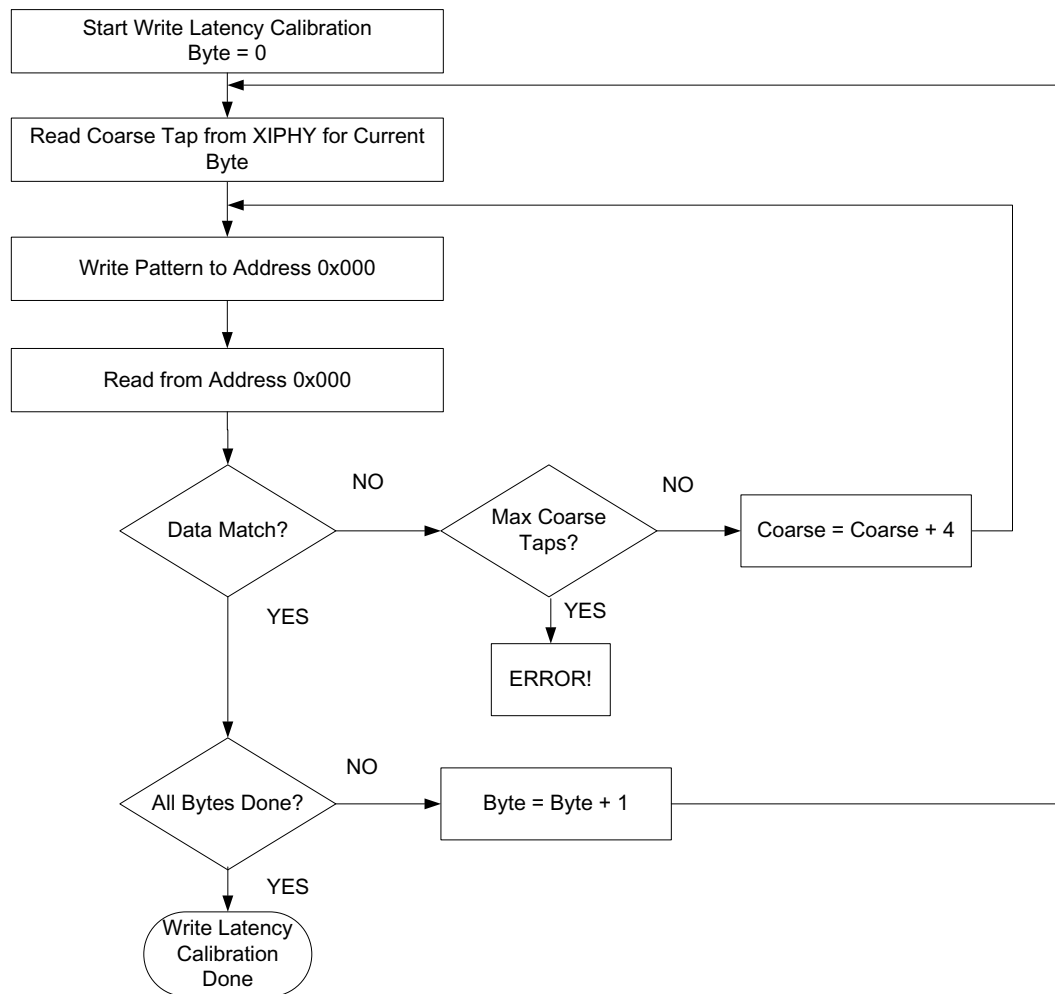 Start Write Latency Calibration
Byte = 0
Read Coarse Tap from XIPHY for Current
Byte
Write Pattern to Address 0x000
Read from Address 0x000
Data Match?
NO
Max Coarse
Taps?
NO
Coarse = Coarse + 4
YES
YES
ERROR!
All Bytes Done?
NO
Byte = Byte + 1
YES
Write Latency
Calibration
Done